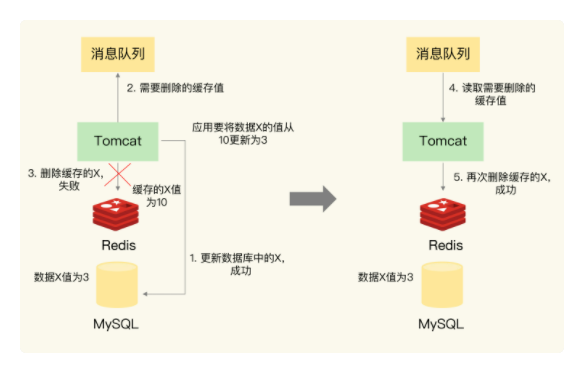 消息队列
2. 需要删除的缓存值
Tomcat
应用要将数据X的值从
10更新为3
3. 删除缓存的X,
失败
缓存的X值
为10
Redis
1. 更新数据库中的X,
成功
数据X值为3
MySQL
消息队列
4. 读取需要删除的
缓存值
Tomcat
5. 再次删除缓存的X,
成功
Redis
数据X值为3
MySQL